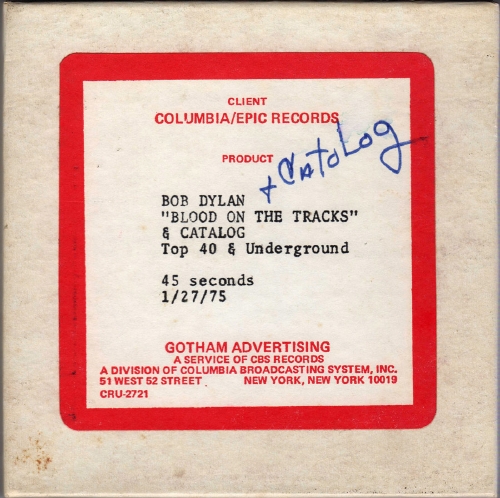 CLIENT
COLUMBIA/EPIC RECORDS
PRODUCT
+ CAtoLog
BOB DYLAN
"BLOOD ON THE TRACKS"
& CATALOG
Top 40 & Underground
45 seconds
1/27/75
GOTHAM ADVERTISING
A SERVICE OF CBS RECORDS
A DIVISION OF COLUMBIA BROADCASTING SYSTEM, INC.
51 WEST 52 STREET NEW YORK, NEW YORK 10019
CRU-2721